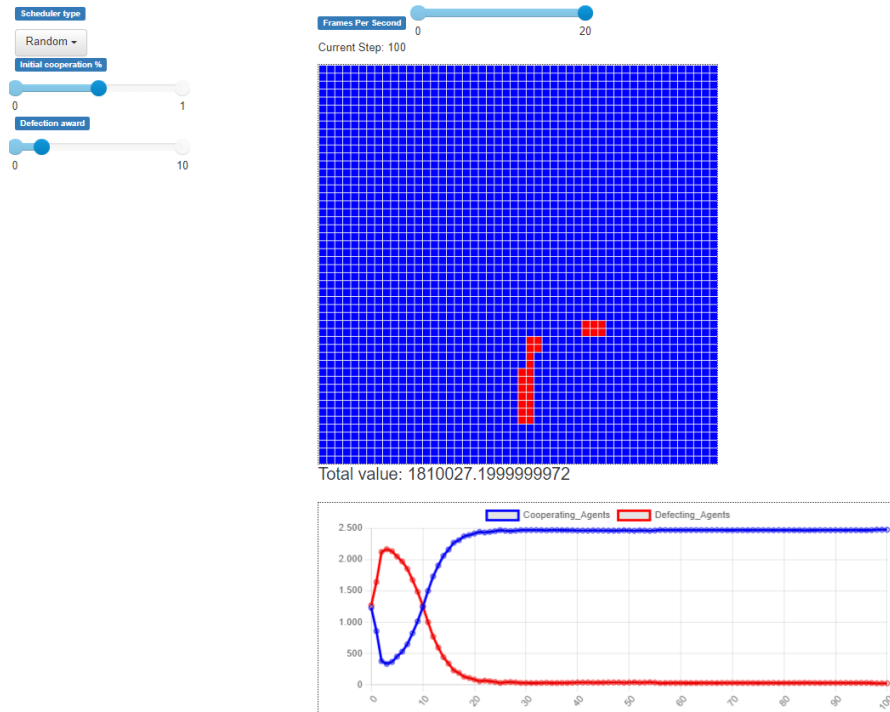 Scheduler type
Random
Initial cooperation %
0 1
Defection award
0 10
Frames Per Second
0 20
Current Step: 100
Total value: 1810027.1999999972
Cooperating_Agents Defecting_Agents
2.500
2.000
1.500
1.000
500
0
0 10 20 30 40 50 60 70 80 90 100